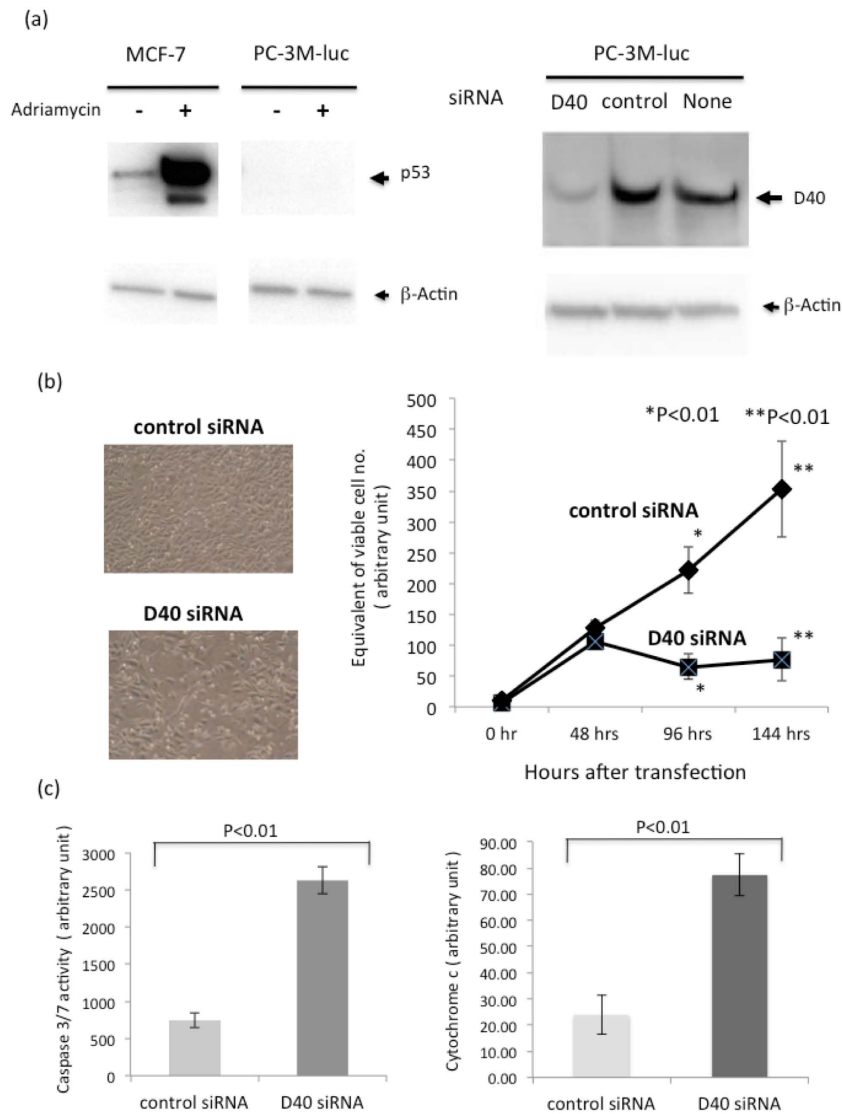 (a)
MCF-7 PC-3M-luc
Adriamycin - + - +
p53
β-Actin
PC-3M-luc
siRNA D40 control None
D40
β-Actin
(b)
control siRNA
D40 siRNA
Equivalent of viable cell no.
( arbitrary unit )
500
450
400
350
300
250
200
150
100
50
0
*P<0.01 **P<0.01
control siRNA
*
**
D40 siRNA
*
**
0 hr 48 hrs 96 hrs 144 hrs
Hours after transfection
(c)
Caspase 3/7 activity ( arbitrary unit )
P<0.01
3000
2500
2000
1500
1000
500
0
control siRNA D40 siRNA
Cytochrome c ( arbitrary unit )
P<0.01
90.00
80.00
70.00
60.00
50.00
40.00
30.00
20.00
10.00
0.00
control siRNA D40 siRNA